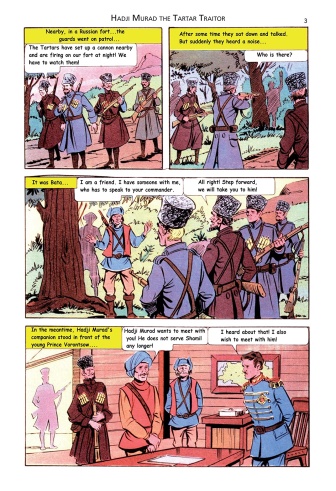 HADJI MURAD THE TARTAR TRAITOR
3
Nearby, in a Russian fort...the
guards went on patrol...
The Tartars have set up a cannon nearby
and are firing on our fort at night! We
have to watch them!
After some time they sat down and talked.
But suddenly they heard a noise...
Who is there?
It was Bata...
I am a friend. I have someone with me,
who has to speak to your commander.
All right! Step forward,
we will take you to him!
In the meantime, Hadji Murad's
companion stood in front of the
young Prince Vorontsow....
Hadji Murad wants to meet with
you! He does not serve Shamil
any longer!
I heard about that! I also
wish to meet with him!